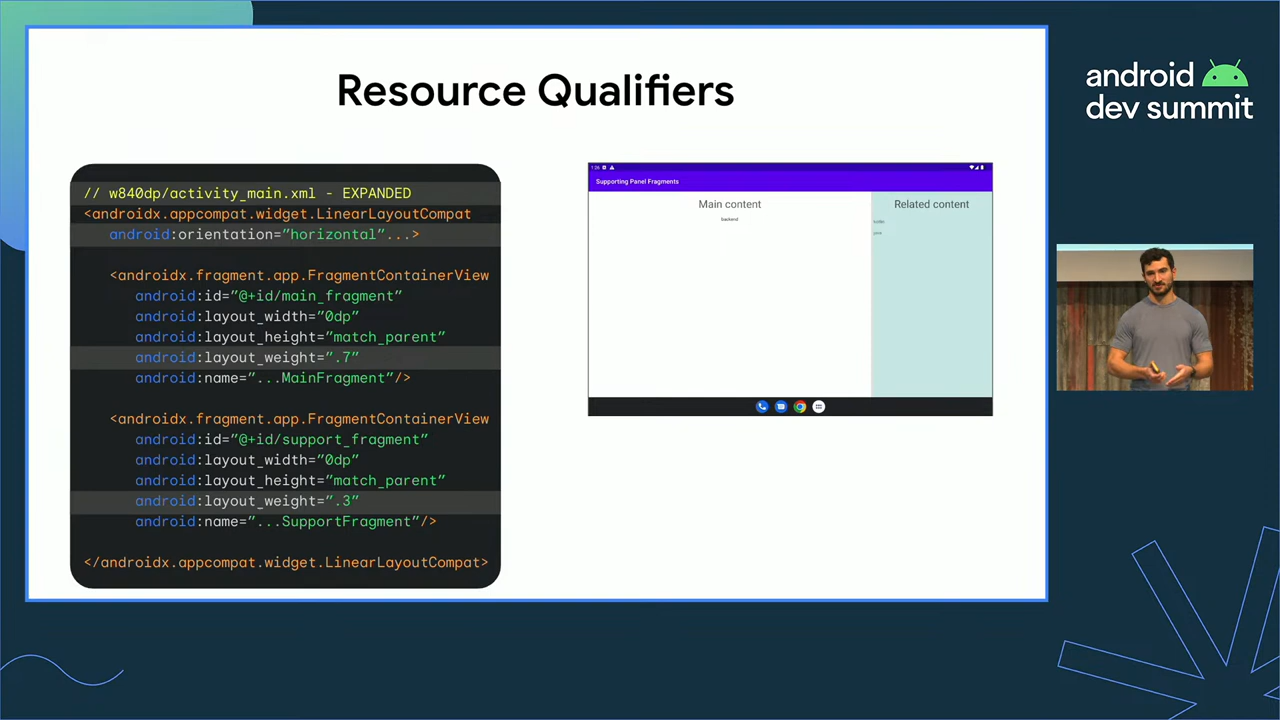 Resource Qualifiers
// w840dp/activity_main.xml - EXPANDED
<androidx.appcompat.widget.LinearLayoutCompat
android:orientation=”horizontal”...>
<androidx.fragment.app.FragmentContainerView
android:id=”@+id/main_fragment”
android:layout_width=”0dp”
android:layout_height=”match_parent”
android:layout_weight=”.7”
android:name=”...MainFragment”/>
<androidx.fragment.app.FragmentContainerView
android:id=”@+id/support_fragment”
android:layout_width=”0dp”
android:layout_height=”match_parent”
android:layout_weight=”.3”
android:name=”...SupportFragment”/>
</androidx.appcompat.widget.LinearLayoutCompat>
Supporting Panel Fragments
Main content
backend
Related content
android
dev summit